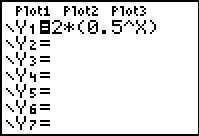 Plot1 Plot2 Plot3
\Y₁=2*(0.5^X)
\Y₂=
\Y₃=
\Y₄=
\Y₅=
\Y₆=
\Y₇=